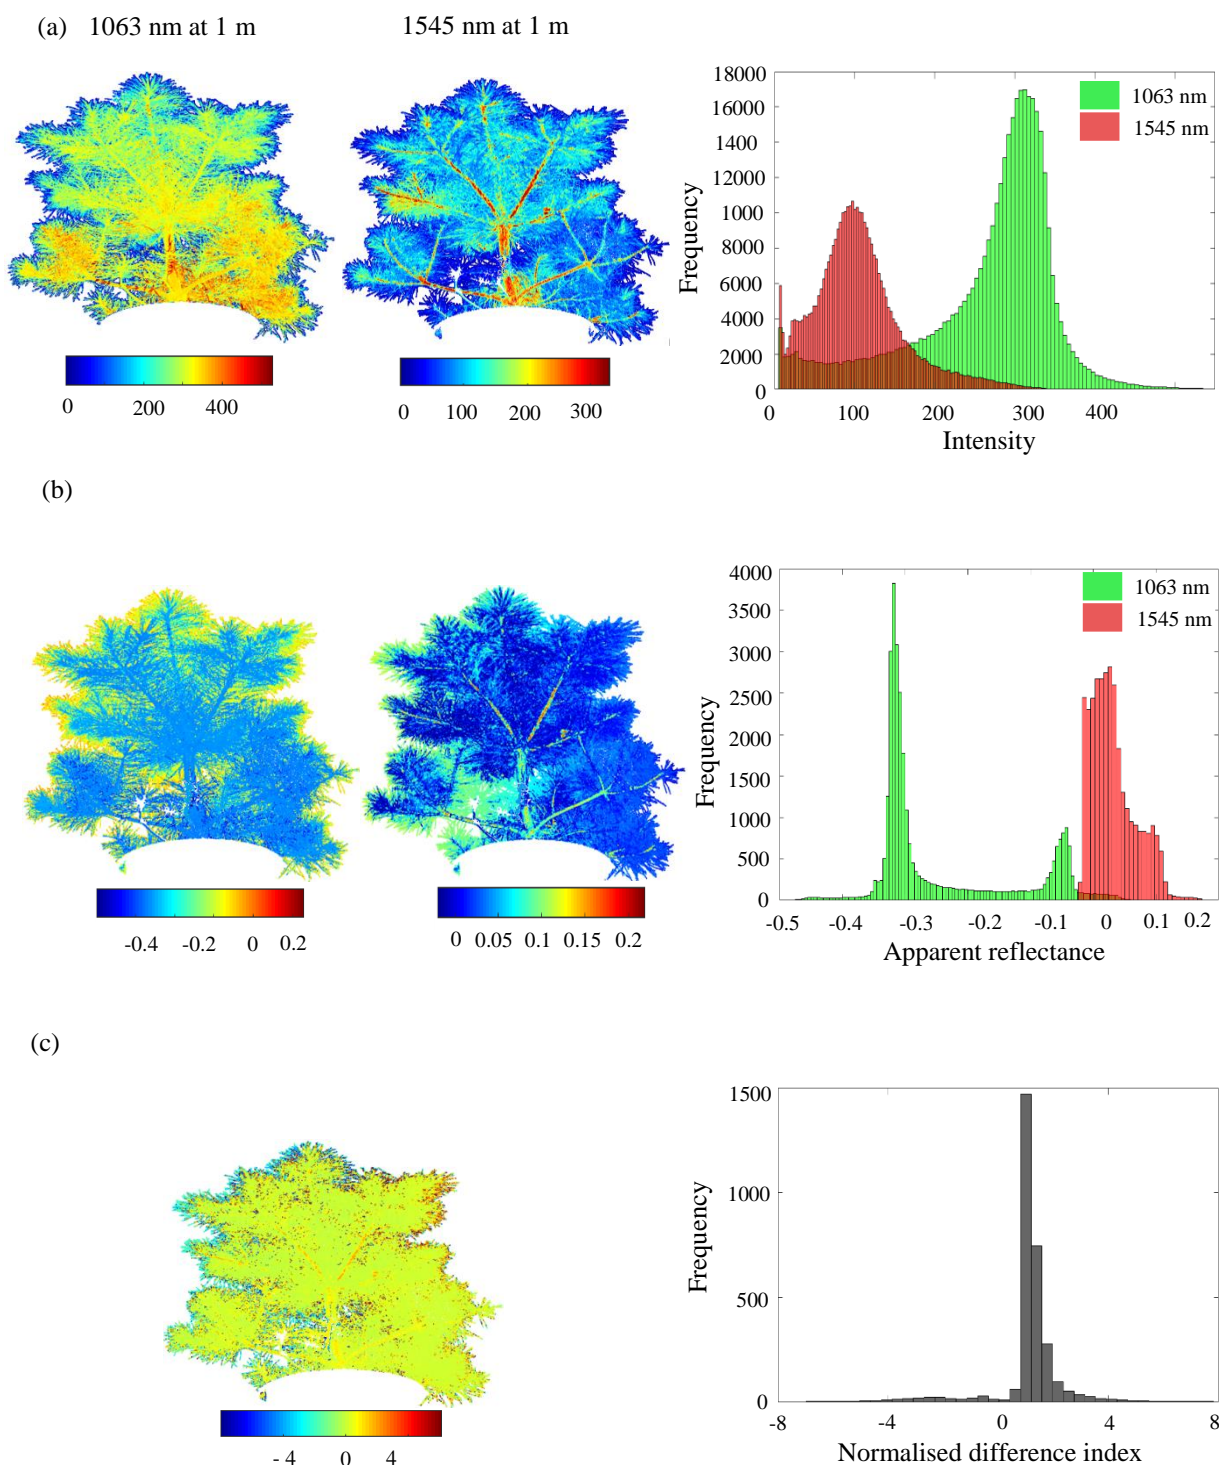 (a) 1063 nm at 1 m 1545 nm at 1 m
18000
16000
1400
12000
1000
8000
6000
4000
2000
0
Frequency
1063 nm
1545 nm
0 100 200 300 400
Intensity
0 200 400
0 100 200 300
(b)
4000
3500
3000
2500
2000
1500
1000
500
0
Frequency
1063 nm
1545 nm
-0.5 -0.4 -0.3 -0.2 -0.1 0 0.1 0.2
Apparent reflectance
-0.4 -0.2 0 0.2
0 0.05 0.1 0.15 0.2
(c)
1500
1000
500
0
Frequency
-8 -4 0 4 8
Normalised difference index
- 4 0 4